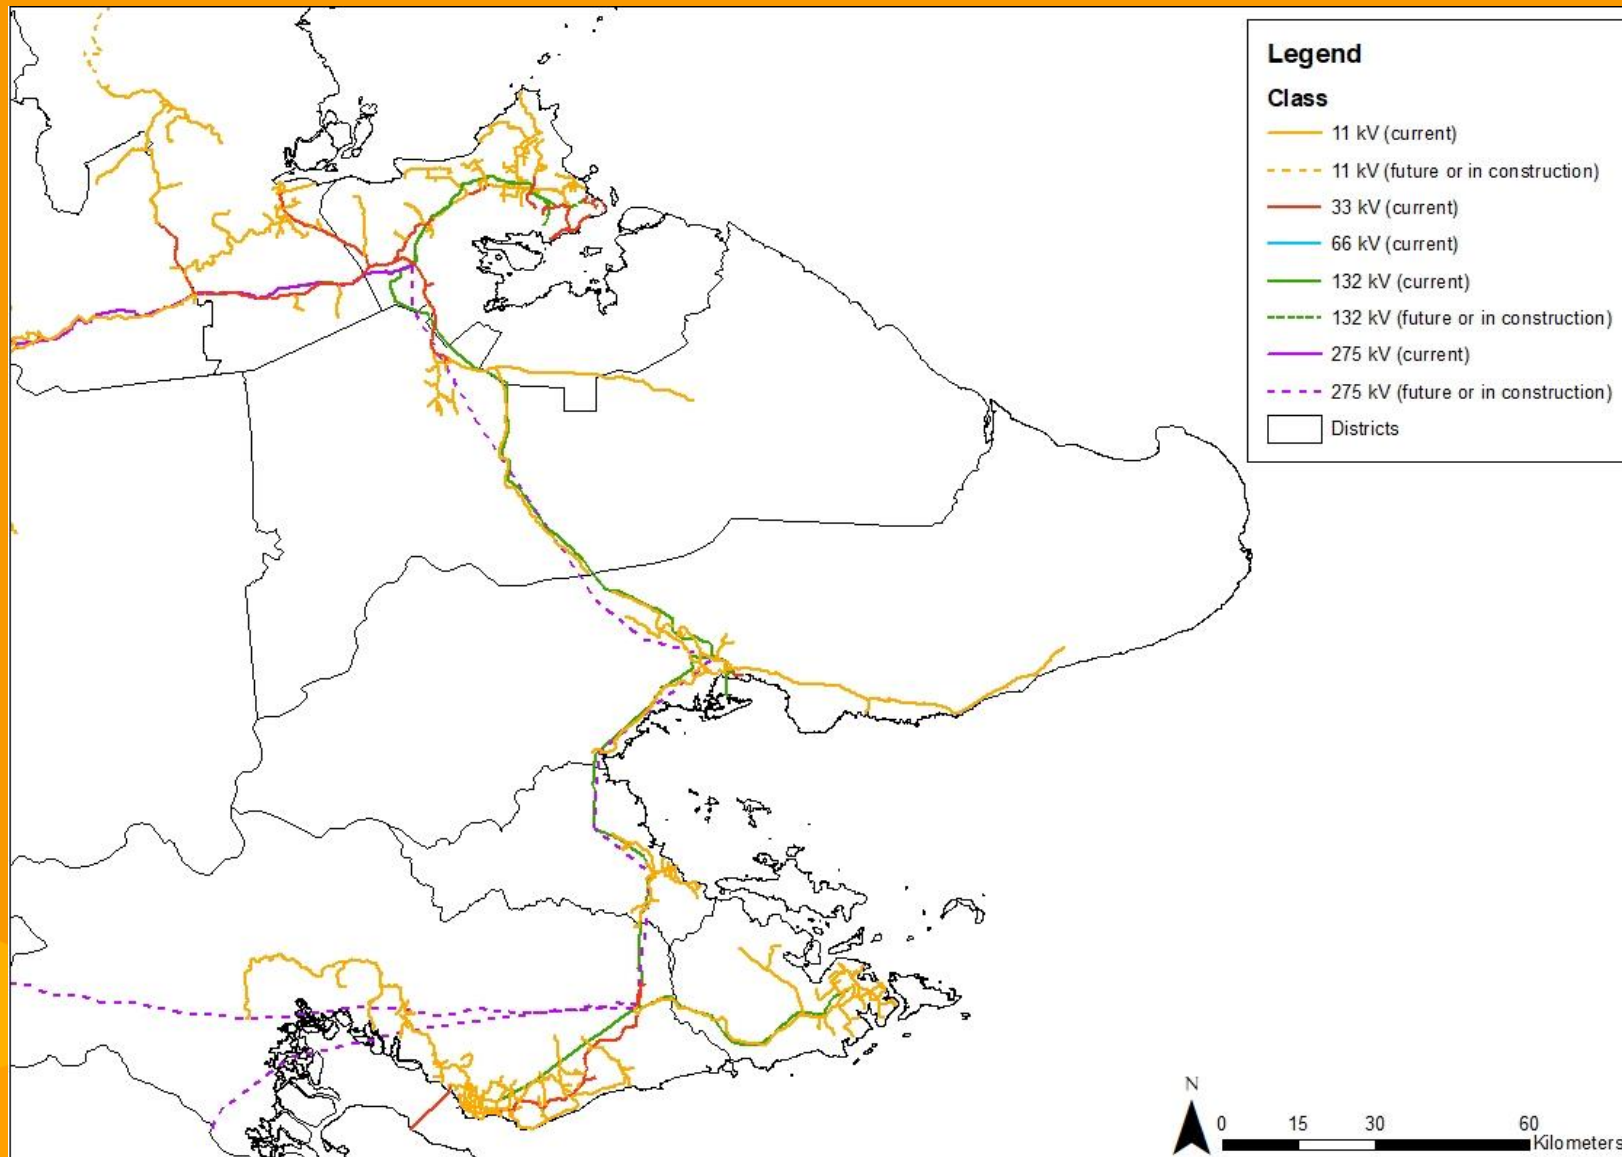 Legend
Class
11 kV (current)
11 kV (future or in construction)
33 kV (current)
66 kV (current)
132 kV (current)
132 kV (future or in construction)
275 kV (current)
275 kV (future or in construction)
Districts
N
0 15 30 60
Kilometers